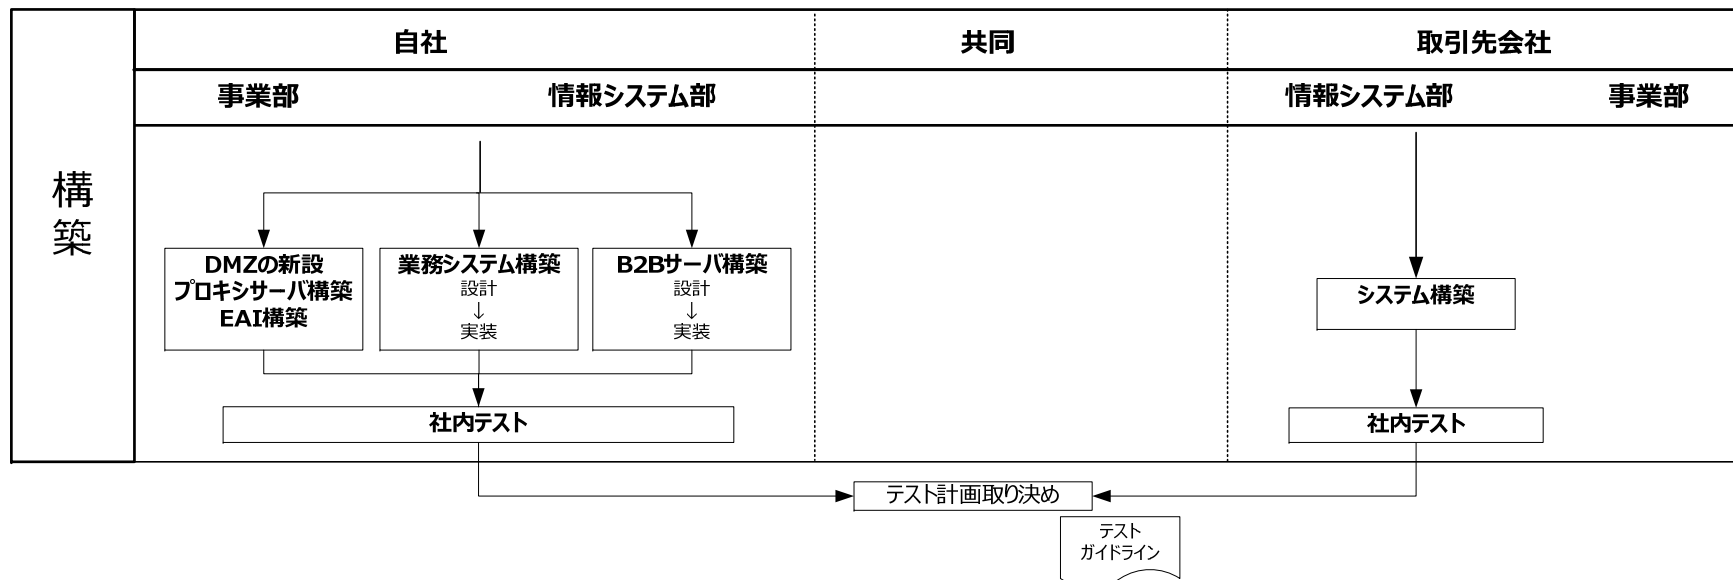 自社
共同
取引先会社
事業部
情報システム部
情報システム部
事業部
構
築
DMZの新設
プロキシサーバ構築
EAI構築
業務システム構築
設計
↓
実装
B2Bサーバ構築
設計
↓
実装
システム構築
社内テスト
社内テスト
テスト計画取り決め
テスト
ガイドライン